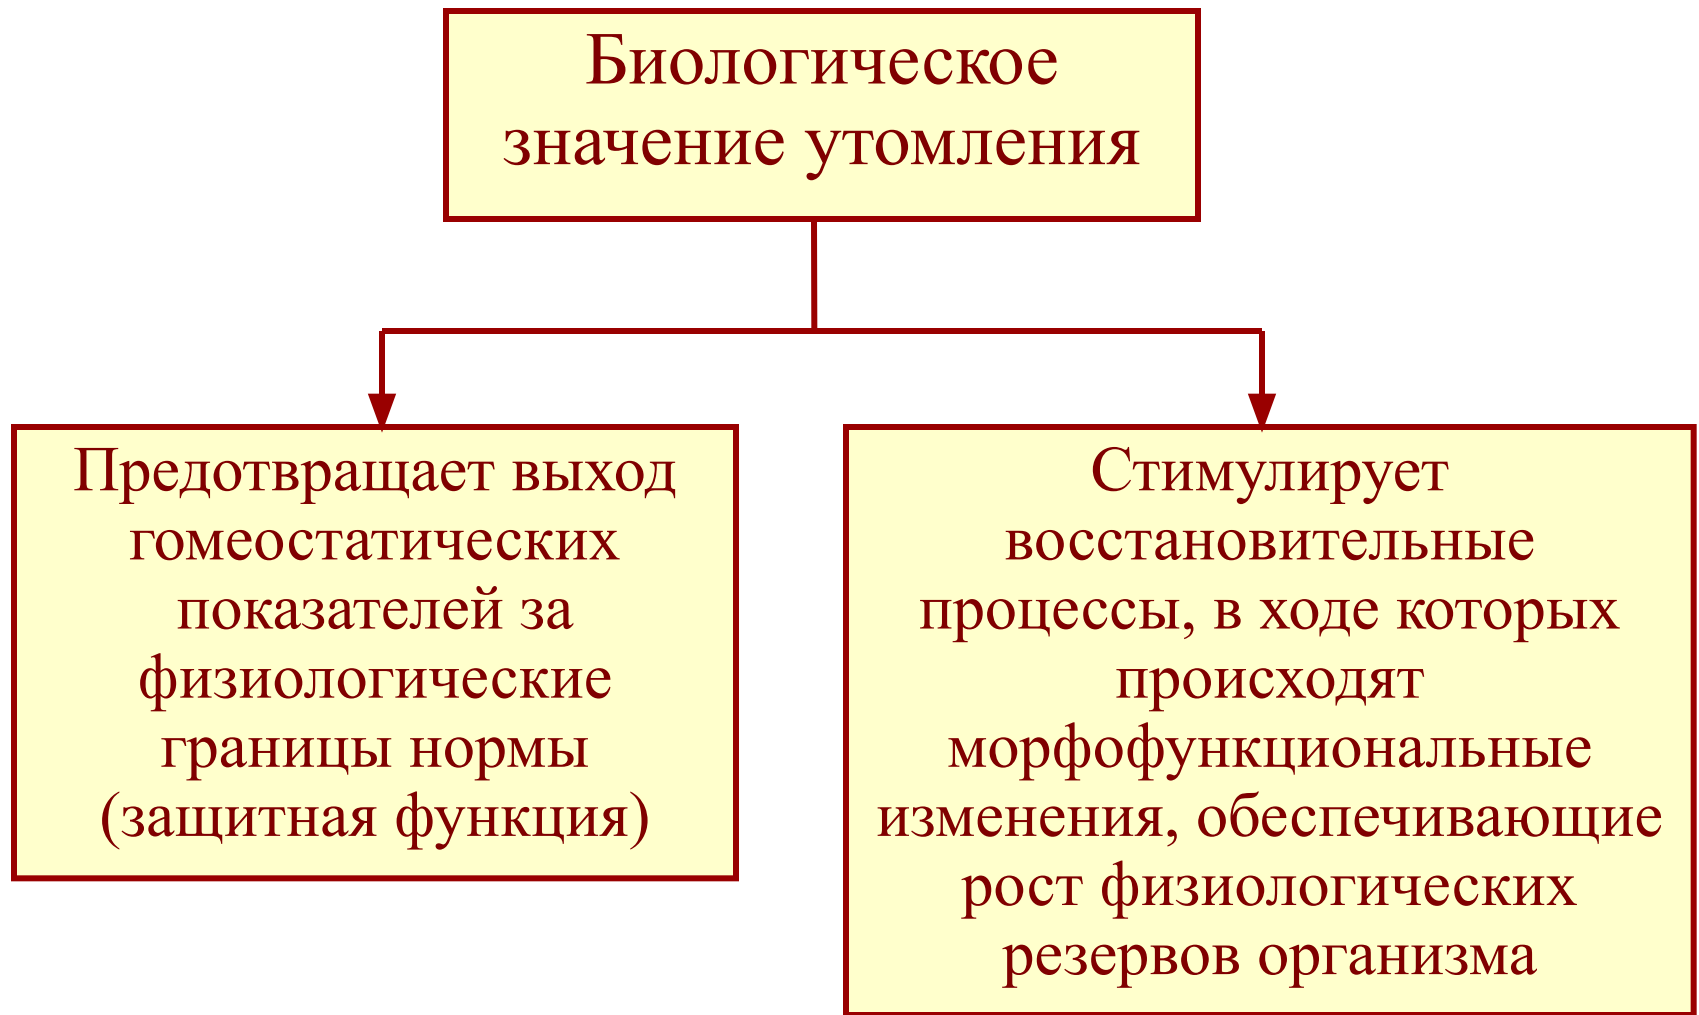 Биологическое
значение утомления
Предотвращает выход
гомеостатических
показателей за
физиологические
границы нормы
(защитная функция)
Стимулирует
восстановительные
процессы, в ходе которых
происходят
морфофункциональные
изменения, обеспечивающие
рост физиологических
резервов организма